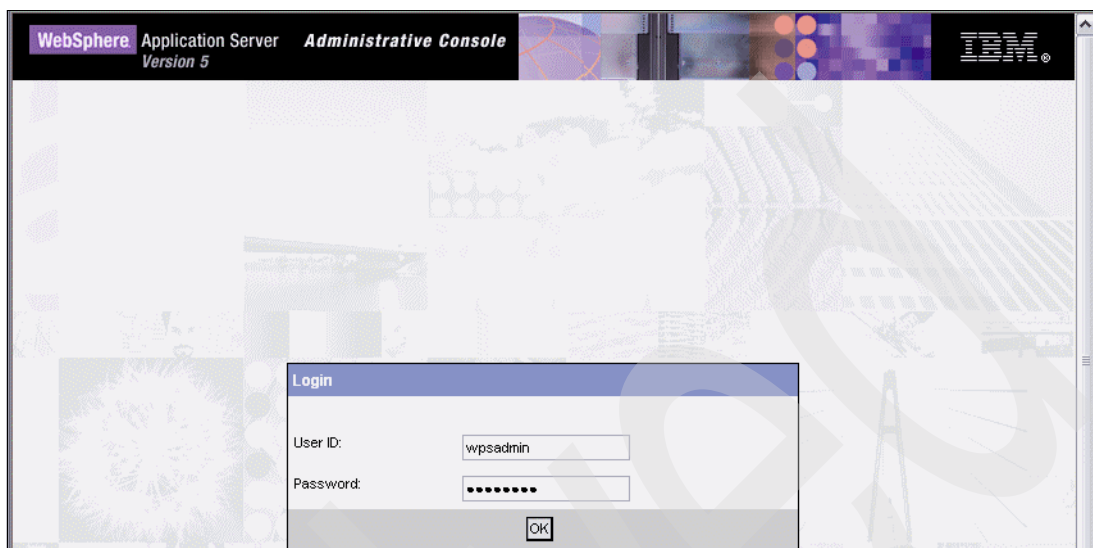 WebSphere Application Server Administrative Console
Version 5
IBM®
Login
User ID: wpsadmin
Password: ••••••••
OK